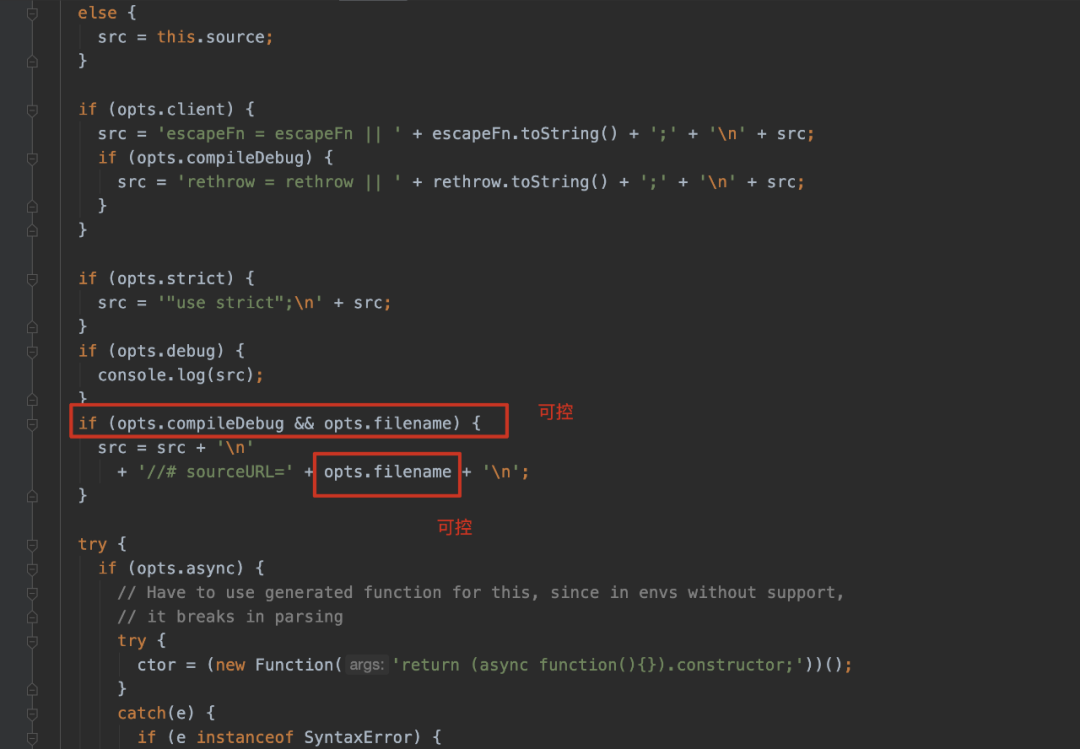 else {
src = this.source;
}
if (opts.client) {
src = 'escapeFn = escapeFn || ' + escapeFn.toString() + ';' + '\n' + src;
if (opts.compileDebug) {
src = 'rethrow = rethrow || ' + rethrow.toString() + ';' + '\n' + src;
}
}
if (opts.strict) {
src = '"use strict";\n' + src;
}
if (opts.debug) {
console.log(src);
}
if (opts.compileDebug && opts.filename) { 可控
src = src + '\n'
+ '//# sourceURL=' + opts.filename + '\n';
}
可控
try {
if (opts.async) {
// Have to use generated function for this, since in envs without support,
// it breaks in parsing
try {
ctor = (new Function( args: 'return (async function(){}).constructor;'))();
}
catch(e) {
if (e instanceof SyntaxError) {